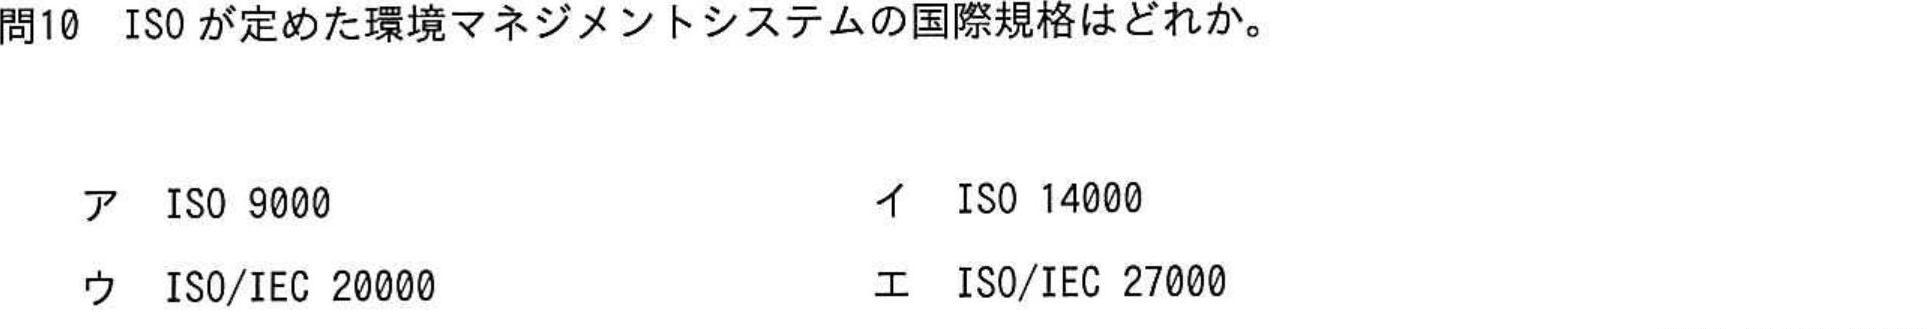 問10 ISO が定めた環境マネジメントシステムの国際規格はどれか。
ア ISO 9000 イ ISO 14000
ウ ISO/IEC 20000 エ ISO/IEC 27000